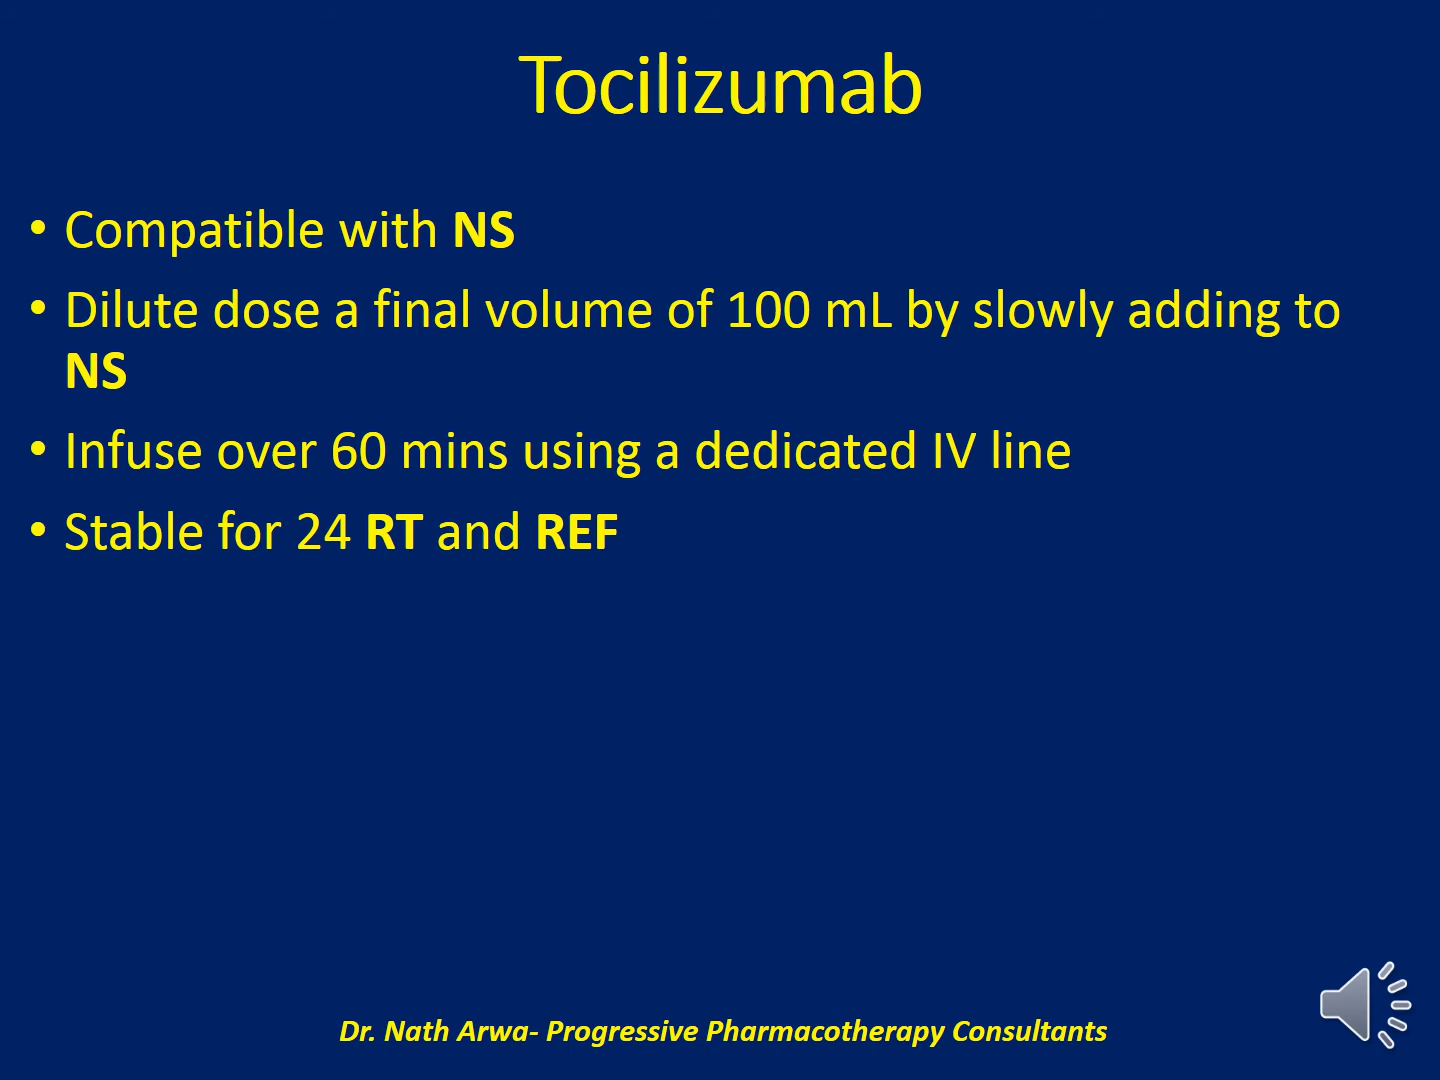 Tocilizumab
• Compatible with NS
• Dilute dose a final volume of 100 mL by slowly adding to
NS
• Infuse over 60 mins using a dedicated IV line
• Stable for 24 RT and REF
Dr. Nath Arwa- Progressive Pharmacotherapy Consultants